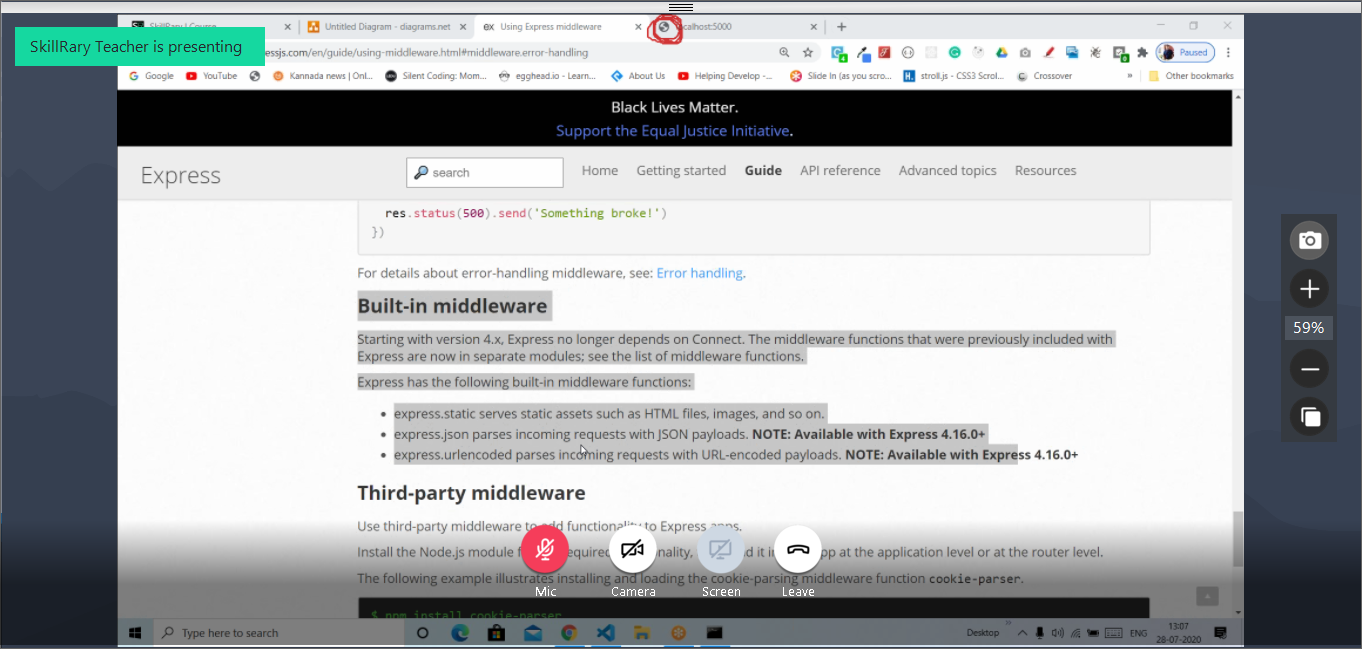 SkillRary | Course
Untitled Diagram - diagrams.net
ex Using Express middleware
calhost:5000
SkillRary Teacher is presenting
essjs.com/en/guide/using-middleware.html#middleware.error-handling
Paused
Google
YouTube
Kannada news | Onl...
Silent Coding: Mom...
egghead.io - Learn...
About Us
Helping Develop -...
Slide In (as you scro...
stroll.js - CSS3 Scrol...
Crossover
»
Other bookmarks
Black Lives Matter.
Support the Equal Justice Initiative.
Express
search
Home
Getting started
Guide
API reference
Advanced topics
Resources
res.status(500).send('Something broke!')
})
For details about error-handling middleware, see: Error handling.
Built-in middleware
Starting with version 4.x, Express no longer depends on Connect. The middleware functions that were previously included with
Express are now in separate modules; see the list of middleware functions.
Express has the following built-in middleware functions:
• express.static serves static assets such as HTML files, images, and so on.
• express.json parses incoming requests with JSON payloads. NOTE: Available with Express 4.16.0+
• express.urlencoded parses incoming requests with URL-encoded payloads. NOTE: Available with Express 4.16.0+
59%
Third-party middleware
Use third-party middleware to add functionality to Express apps.
Install the Node.js module f required onality, d it in pp at the application level or at the router level.
The following example illustrates installing and loading the cookie-parsing middleware function cookie-parser.
Mic
Camera
Screen
Leave
$ npm install cookie-parser
Type here to search
Desktop
ENG
13:07
28-07-2020